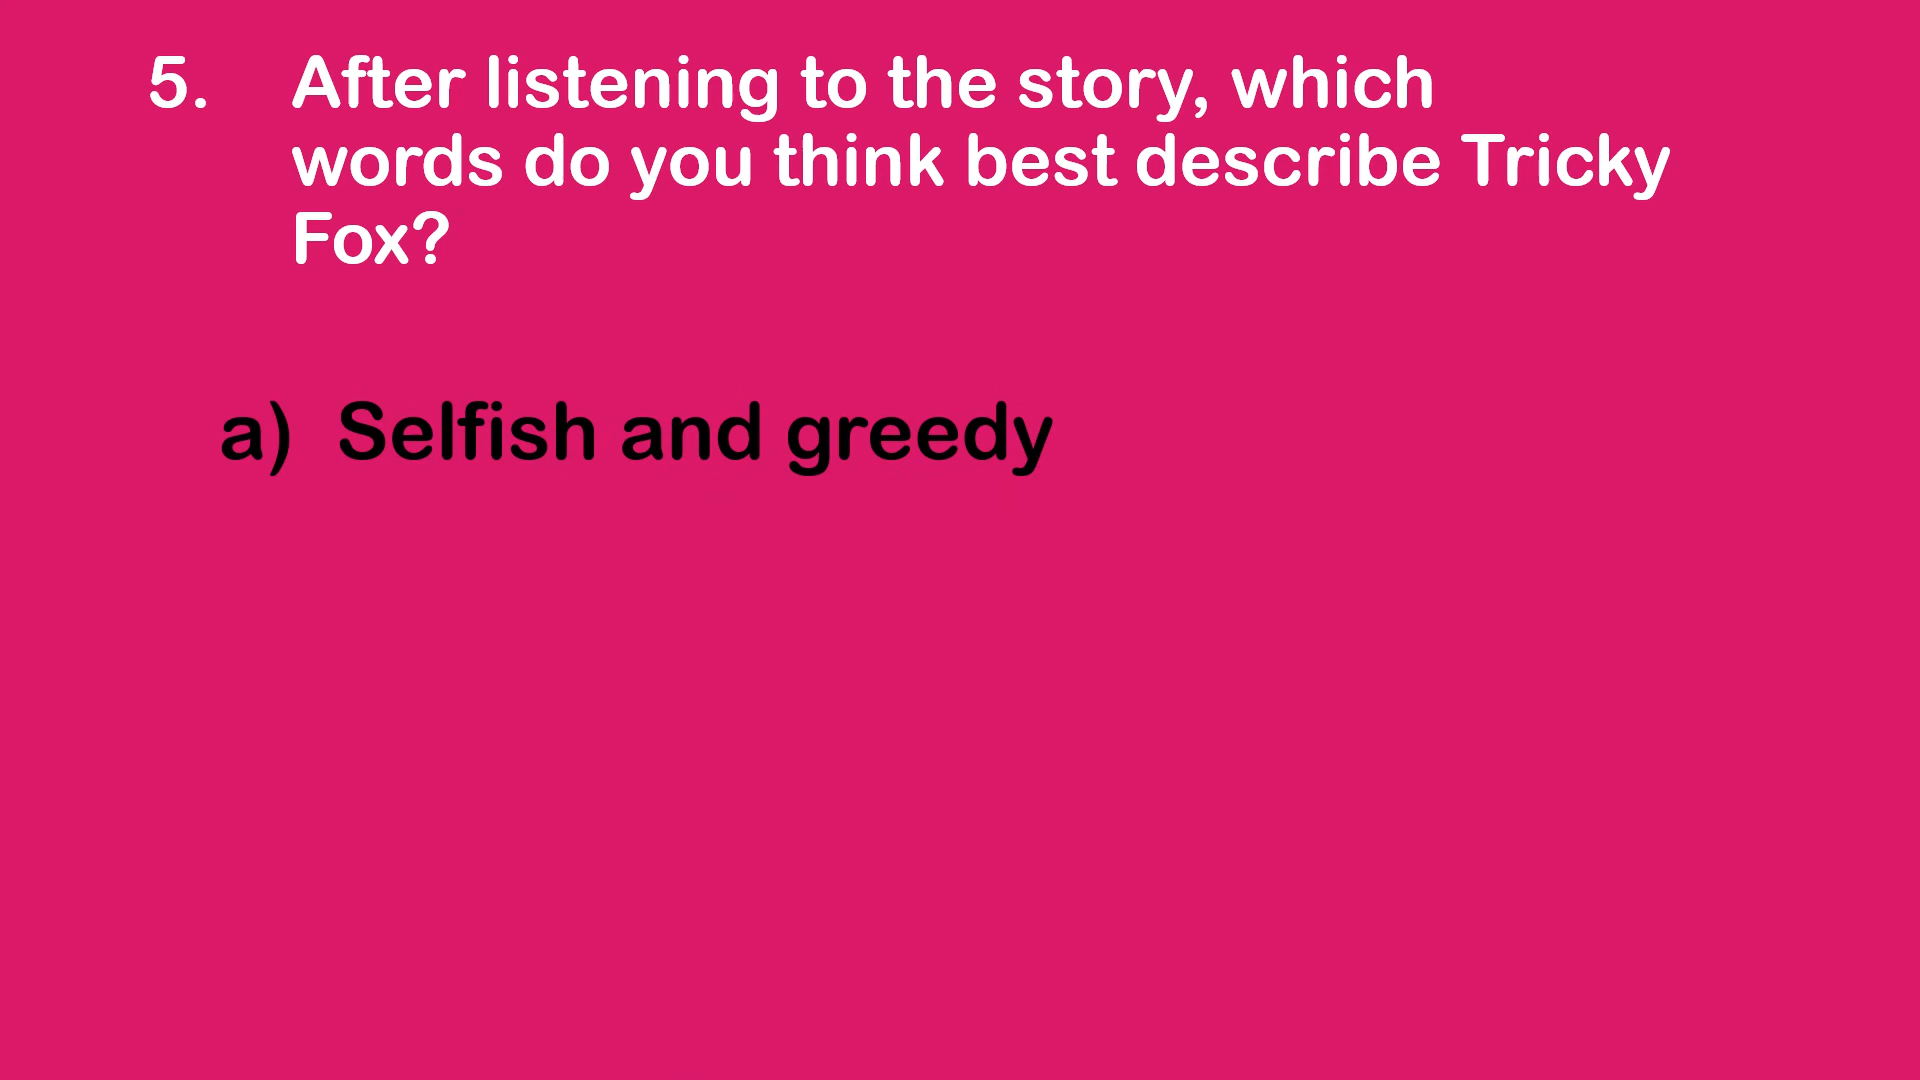 5. After listening to the story, which
words do you think best describe Tricky
Fox?
a) Selfish and greedy